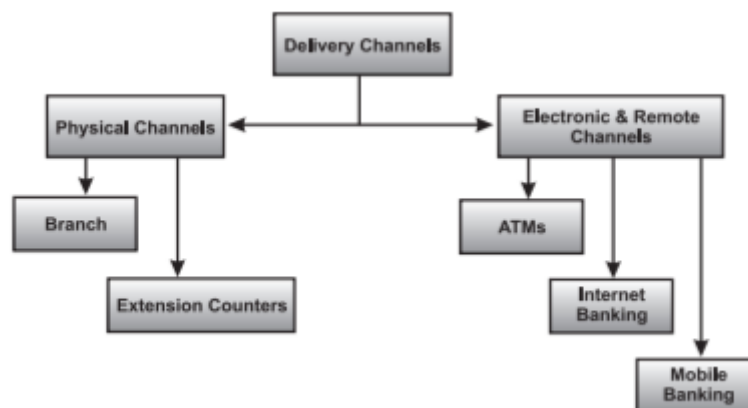 Delivery Channels
Physical Channels
Electronic & Remote
Channels
Branch
ATMs
Extension Counters
Internet
Banking
Mobile
Banking